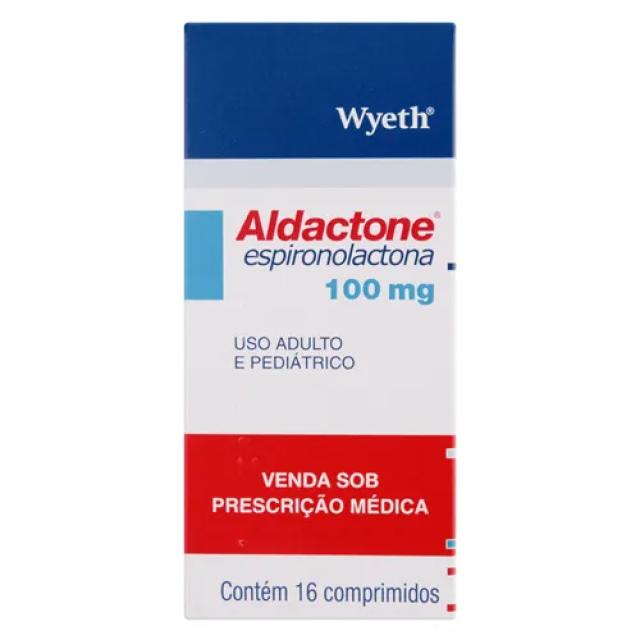 Wyeth®
Aldactone®
espironolactona
100 mg
USO ADULTO
E PEDIÁTRICO
VENDA SOB
PRESCRIÇÃO MÉDICA
Contém 16 comprimidos